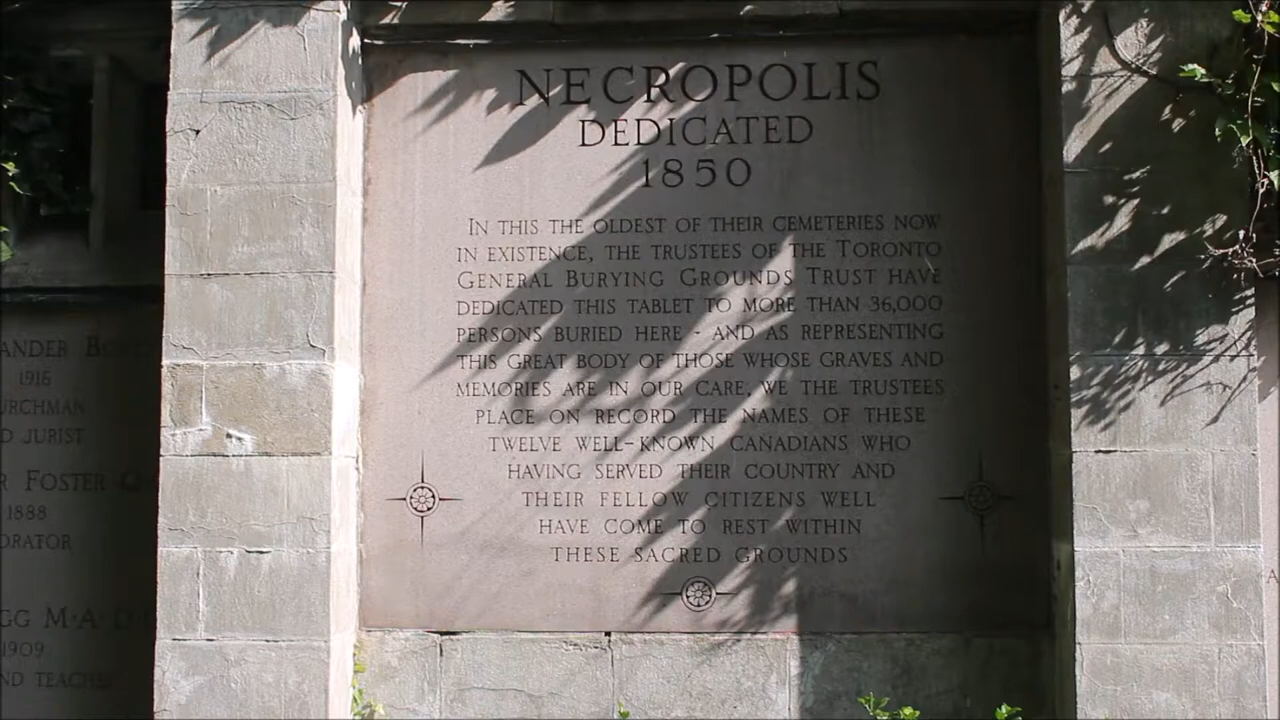 NECROPOLIS
DEDICATED
1850
IN THIS THE OLDEST OF THEIR CEMETERIES NOW
IN EXISTENCE, THE TRUSTEES OF THE TORONTO
GENERAL BURYING GROUNDS TRUST HAVE
DEDICATED THIS TABLET TO MORE THAN 36,000
PERSONS BURIED HERE - AND AS REPRESENTING
THIS GREAT BODY OF THOSE WHOSE GRAVES AND
MEMORIES ARE IN OUR CARE, WE THE TRUSTEES
PLACE ON RECORD THE NAMES OF THESE
TWELVE WELL-KNOWN CANADIANS WHO
HAVING SERVED THEIR COUNTRY AND
THEIR FELLOW CITIZENS WELL
HAVE COME TO REST WITHIN
THESE SACRED GROUNDS
ANDER
1916
URCHMAN
D JURIST
R FOSTER
1888
ORATOR
GG M·A·
1909
ND TEACHE